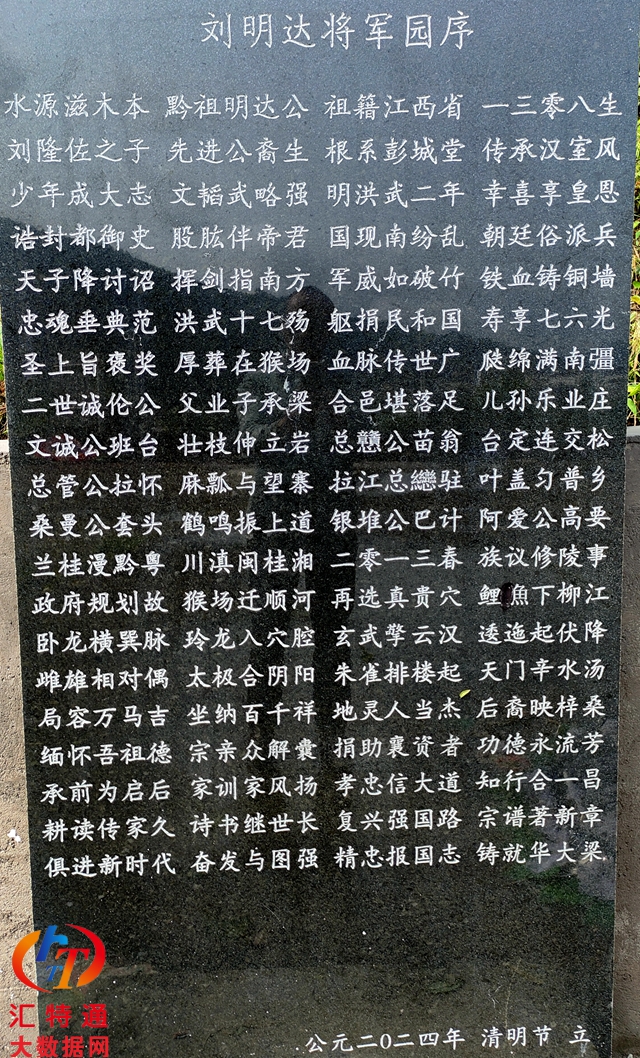 刘明达将军园序
水源滋木本 黔祖明达公 祖籍江西省 一三零八生
刘隆佐之子 先进公裔生 根系彭城堂 传承汉室风
少年成大志 文韬武略强 明洪武二年 幸喜享皇恩
诰封都御史 股肱伴帝君 国现南纷乱 朝廷俗派兵
天子降讨诏 挥剑指南方 军威如破竹 铁血铸铜墙
忠魂垂典范 洪武十七殇 躯捐民和国 寿享七六光
圣上旨褒奖 厚葬在猴场 血脉传世广 瓞绵满南疆
二世诚伦公 父业子承梁 合邑堪落足 儿孙乐业庄
文诚公班台 壮枝伸立岩 总戆公苗翁 台定连交松
总管公拉怀 麻瓢与望寨 拉江总纞驻 叶盖匀普乡
桑曼公套头 鹤鸣振上道 银堆公巴计 阿爱公高要
兰桂漫黔粤 川滇闽桂湘 二零一三春 族议修陵事
政府规划故 猴场迁顺河 再选真贵穴 鲤鱼下柳江
卧龙横巽脉 玲龙入穴腔 玄武擎云汉 逶迤起伏降
雌雄相对偶 太极合阴阳 朱雀排楼起 天门辛水汤
局容万马吉 坐纳百千祥 地灵人当杰 后裔映梓桑
缅怀吾祖德 宗亲众解囊 捐助襄资者 功德永流芳
承前为启后 家训家风扬 孝忠信大道 知行合一昌
耕读传家久 诗书继世长 复兴强国路 宗谱著新章
俱进新时代 奋发与图强 精忠报国志 铸就华大梁
公元二〇二四年 清明节 立
汇特通
大数据网